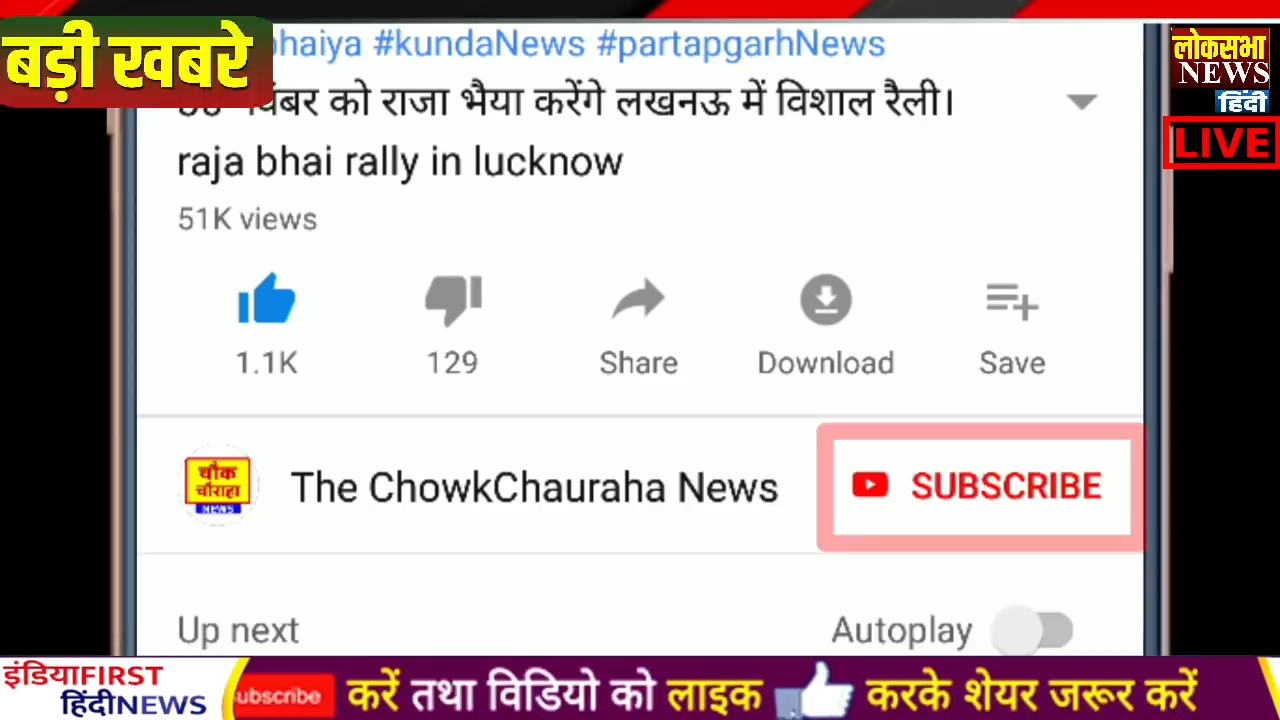 बड़ी खबरे
#kundaNews #partapgarhNews
को राजा भैया करेंगे लखनऊ में विशाल रैली।
raja bhai rally in lucknow
51K views
1.1K 129 Share Download Save
चौक
चौराहा
NEWS
The ChowkChauraha News SUBSCRIBE
Up next Autoplay
लोकसभा
NEWS
हिंदी
LIVE
इंडियाFIRST
हिंदीNEWS
ubscribe करें तथा विडियो को लाइक करके शेयर जरूर करें